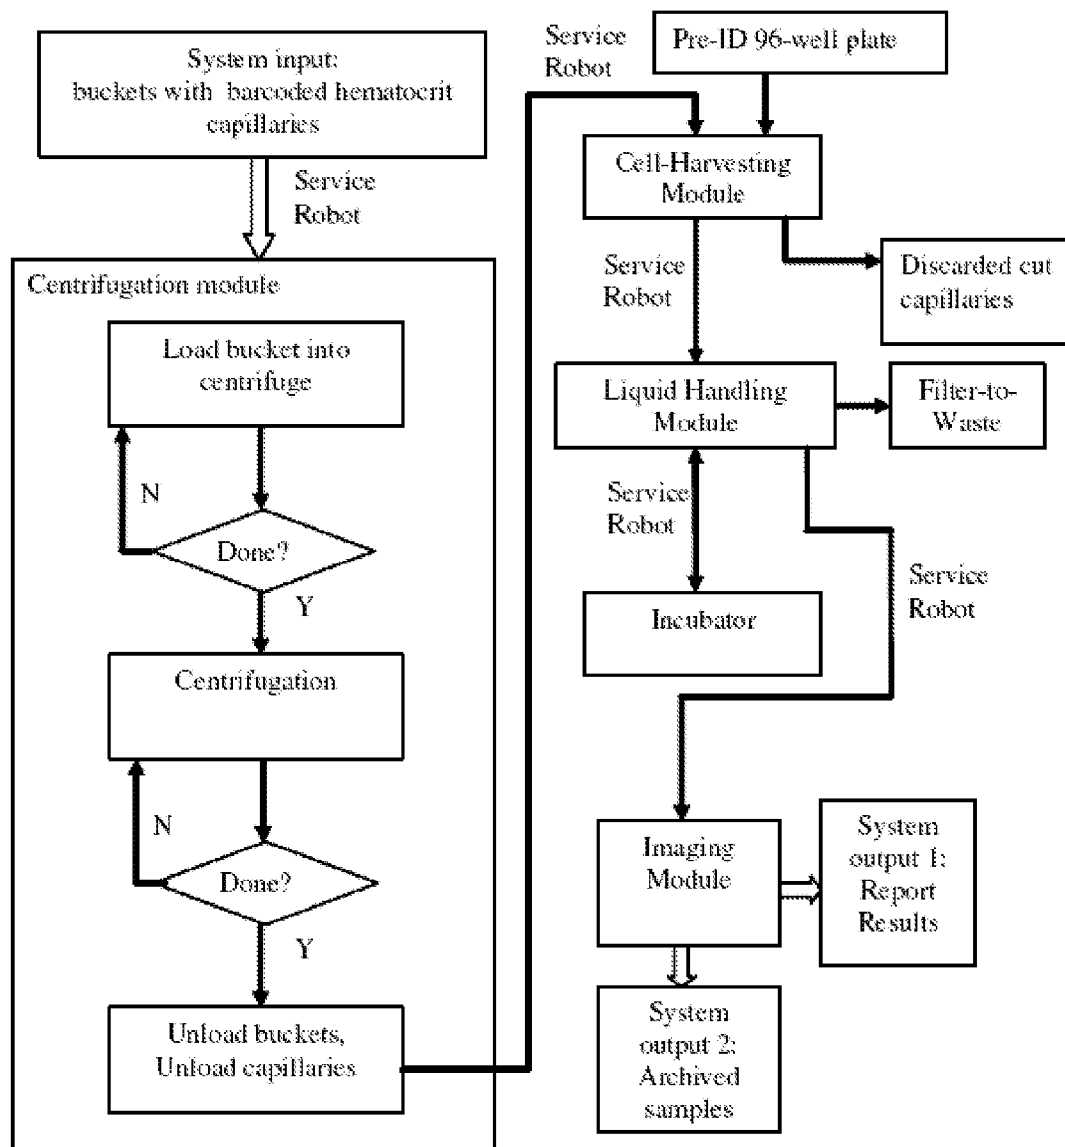 System input:
buckets with barcoded hematocrit
capillaries
Service
Robot
Centrifugation module
Load bucket into
centrifuge
N
Done?
Y
Centrifugation
N
Done?
Y
Unload buckets,
Unload capillaries
Service
Robot
Pre-ID 96-well plate
Cell-Harvesting
Module
Service
Robot
Discarded cut
capillaries
Liquid Handling
Module
Filter-to-
Waste
Service
Robot
Service
Robot
Incubator
Imaging
Module
System
output 1:
Report
Results
System
output 2:
Archived
samples